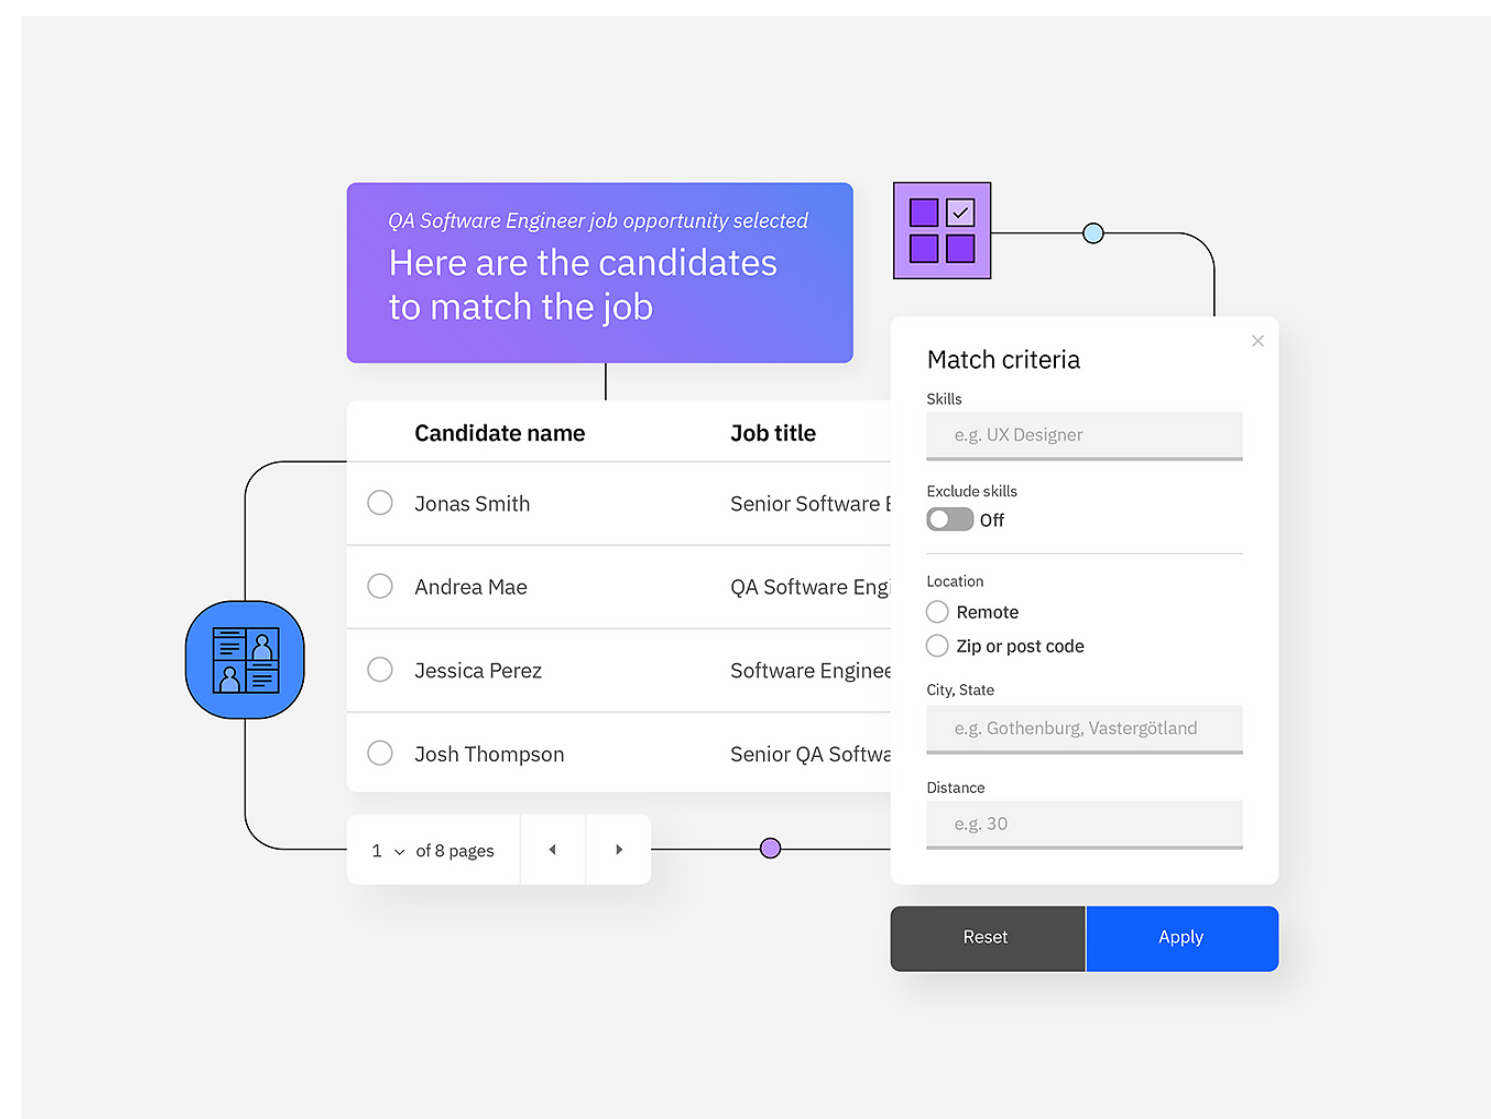 QA Software Engineer job opportunity selected
Here are the candidates
to match the job
Candidate name Job title
Jonas Smith Senior Software
Andrea Mae QA Software Engi
Jessica Perez Software Enginee
Josh Thompson Senior QA Softwa
1 of 8 pages
Match criteria
Skills
e.g. UX Designer
Exclude skills
Off
Location
Remote
Zip or post code
City, State
e.g. Gothenburg, Vastergötland
Distance
e.g. 30
Reset Apply